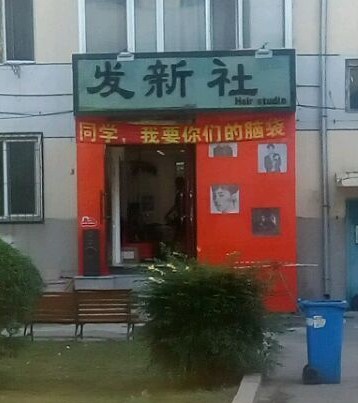 发新社
Hair studio
同学，我要你们的脑袋